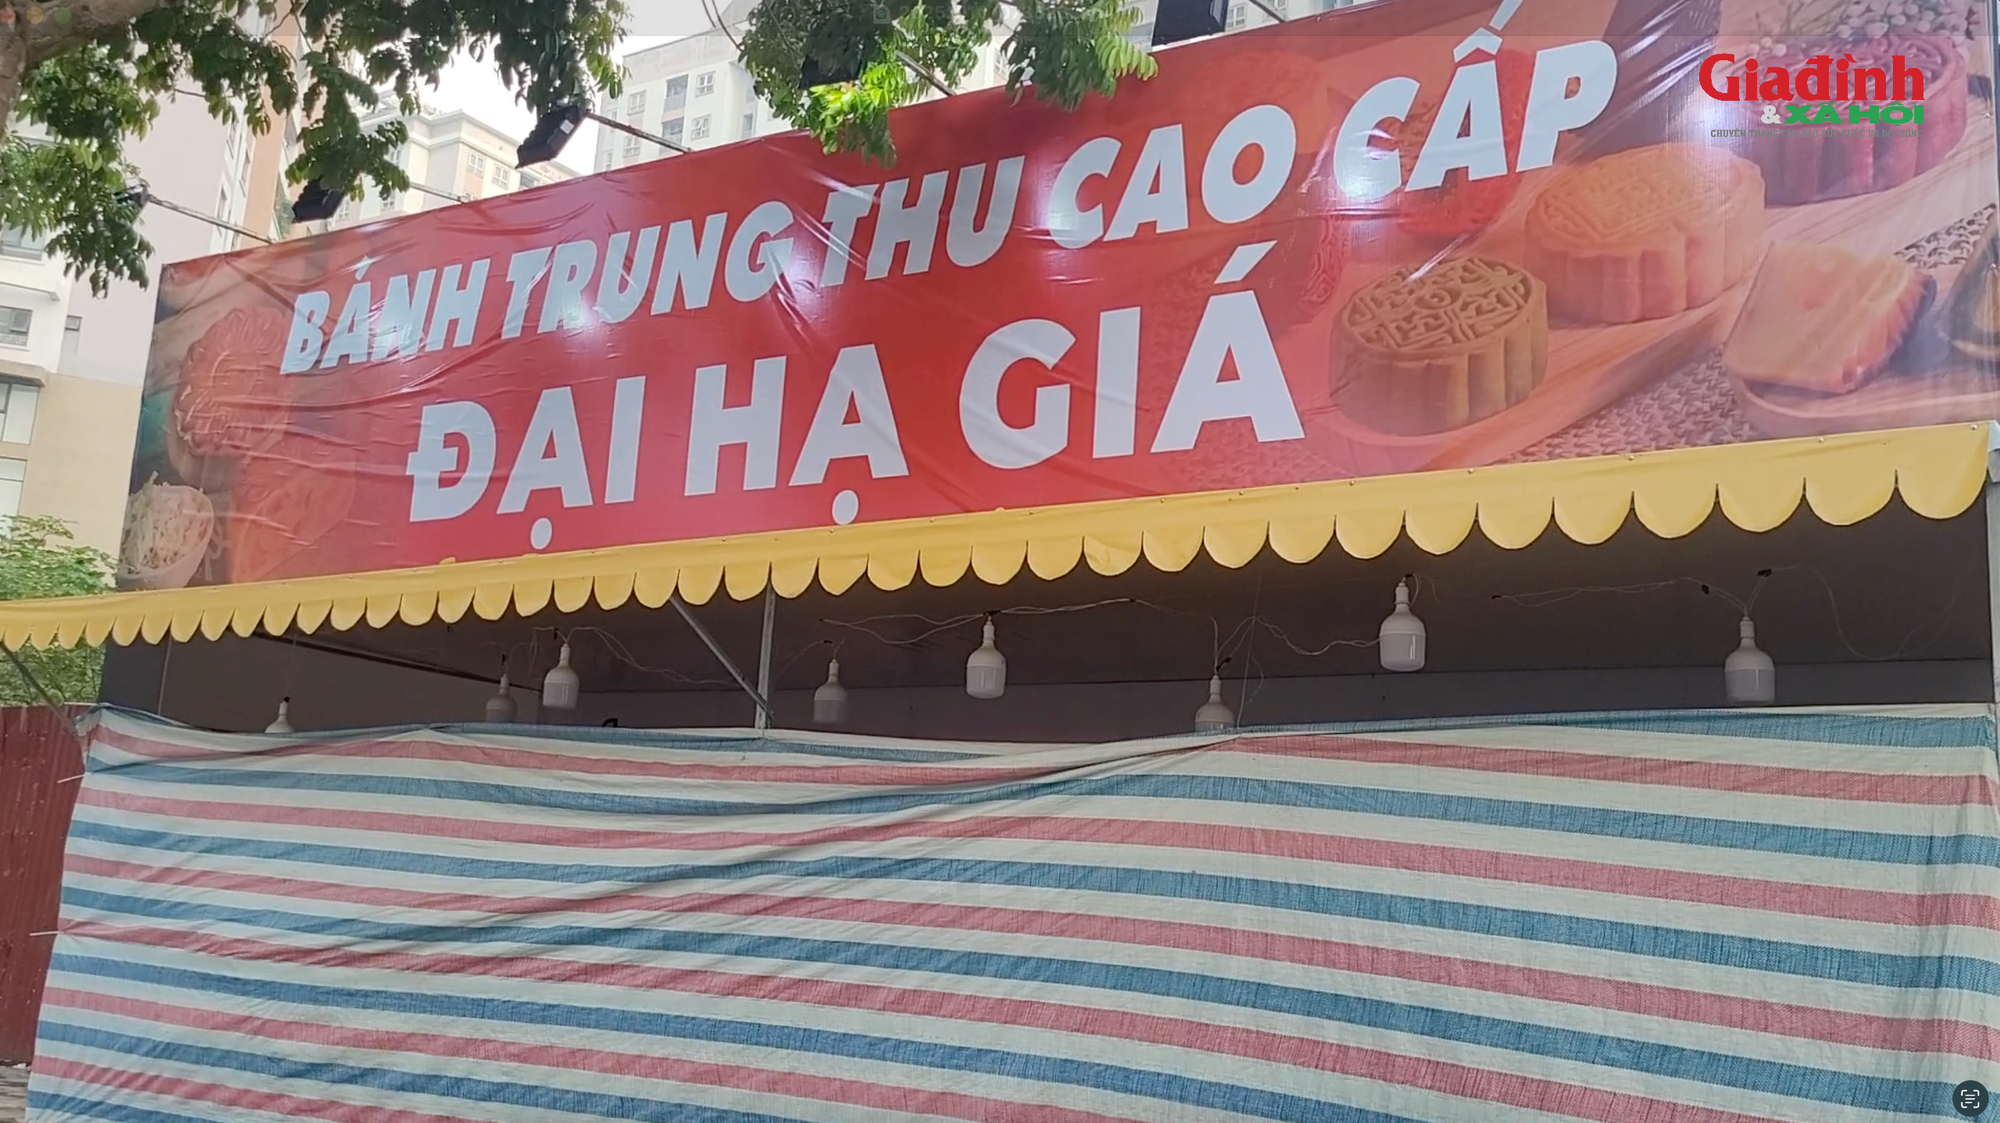 BÁNH TRUNG THU CAO CẤP
ĐẠI HẠ GIÁ
Giađình
& XÃ HỘI